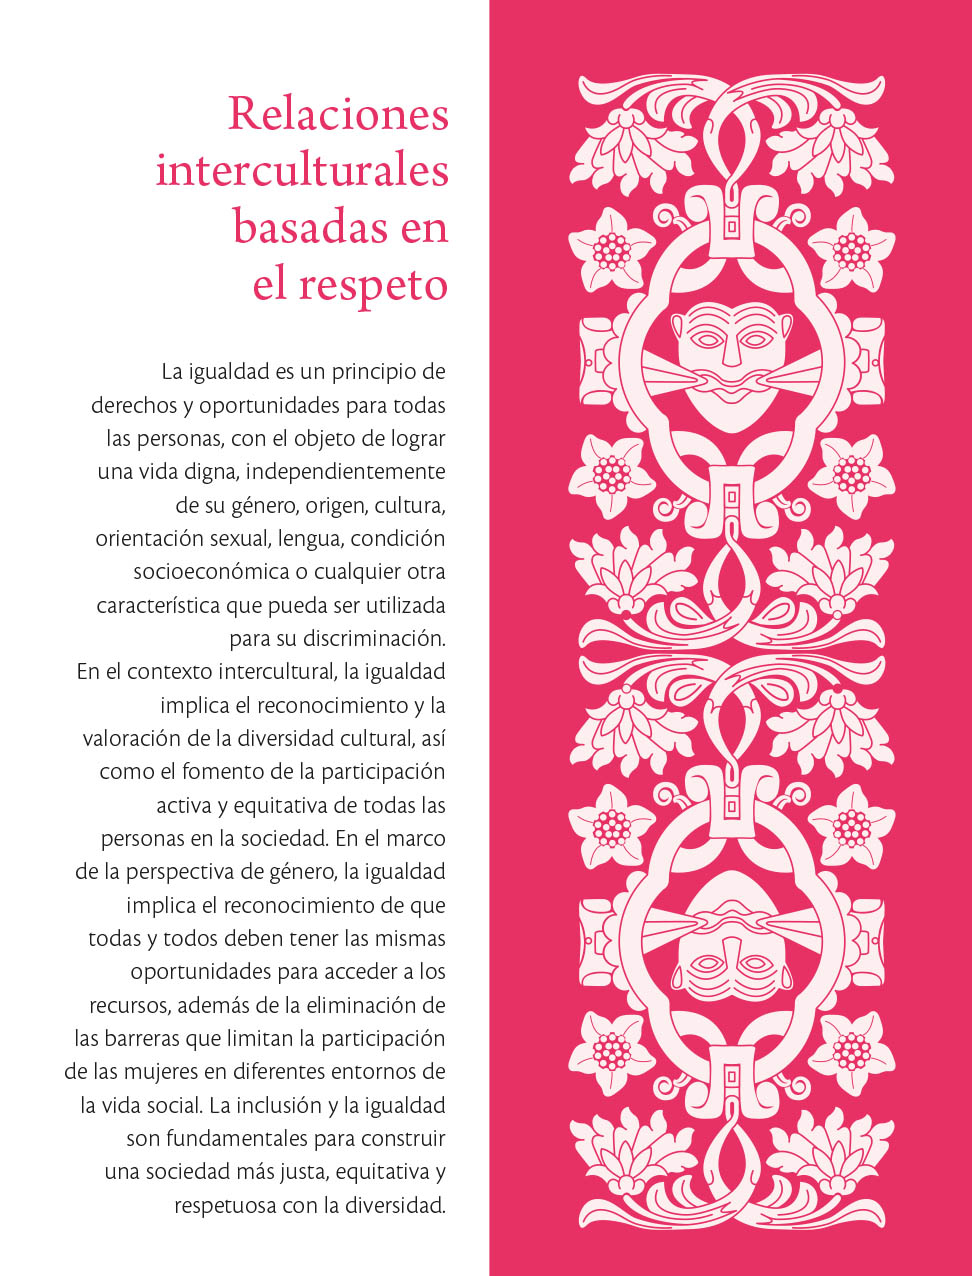 Relaciones
interculturales
basadas en
el respeto
La igualdad es un principio de
derechos y oportunidades para todas
las personas, con el objeto de lograr
una vida digna, independientemente
de su género, origen, cultura,
orientación sexual, lengua, condición
socioeconómica o cualquier otra
característica que pueda ser utilizada
para su discriminación.
En el contexto intercultural, la igualdad
implica el reconocimiento y la
valoración de la diversidad cultural, así
como el fomento de la participación
activa y equitativa de todas las
personas en la sociedad. En el marco
de la perspectiva de género, la igualdad
implica el reconocimiento de que
todas y todos deben tener las mismas
oportunidades para acceder a los
recursos, además de la eliminación de
las barreras que limitan la participación
de las mujeres en diferentes entornos de
la vida social. La inclusión y la igualdad
son fundamentales para construir
una sociedad más justa, equitativa y
respetuosa con la diversidad.